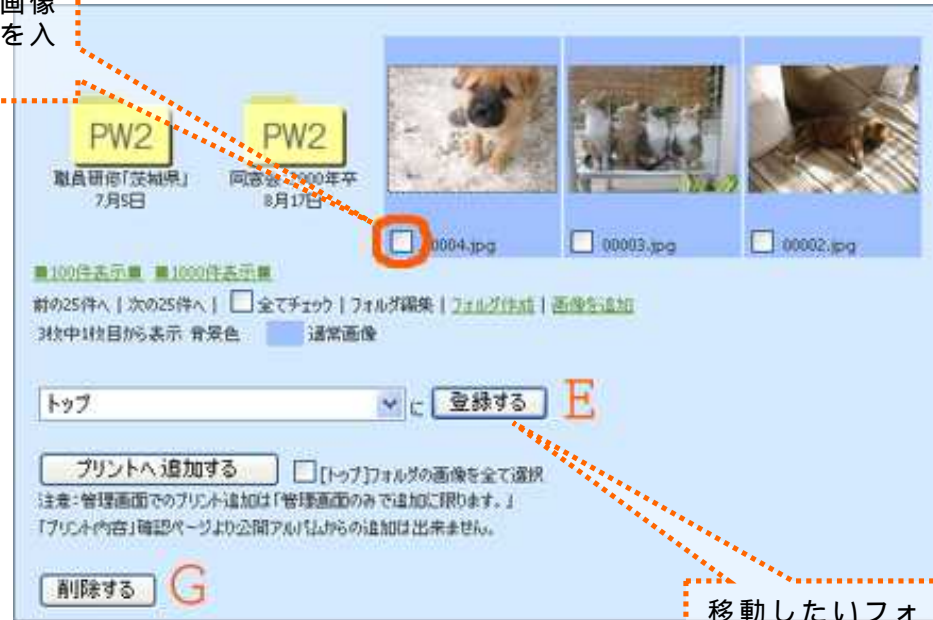 画像
を入
PW2
PW2
職員研修「茨城県」
7月5日
同窓会:2000年卒
8月17日
0004.jpg
00003.jpg
00002.jpg
■100件表示■ ■1000件表示■
前の25件へ | 次の25件へ | 全てチェック | フォルダ編集 | フォルダ作成 | 画像を追加
3枚中1枚目から表示 背景色 通常画像
トップ に 登録する E
プリントへ追加する [トップ]フォルダの画像を全て選択
注意:管理画面でのプリント追加は「管理画面のみで追加に限ります。」
「プリント内容」確認ページより公開アルバムからの追加は出来ません。
削除する G
移動したいフォ